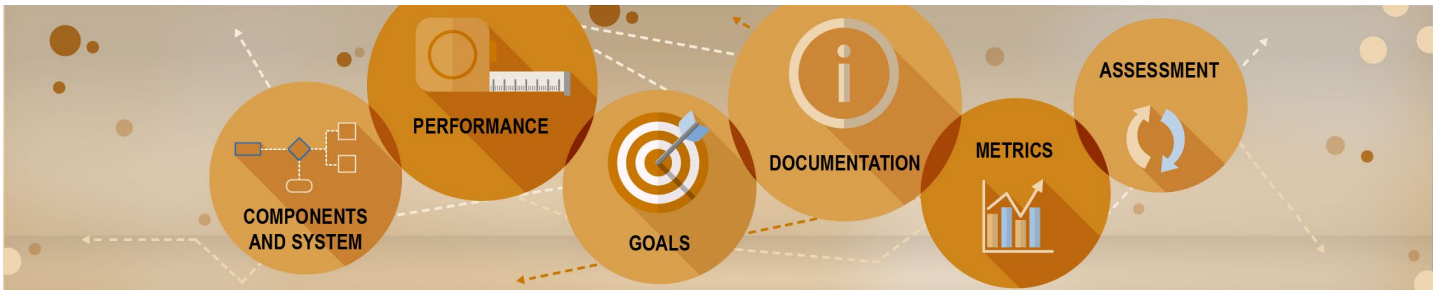 COMPONENTS
AND SYSTEM
PERFORMANCE
GOALS
DOCUMENTATION
METRICS
ASSESSMENT